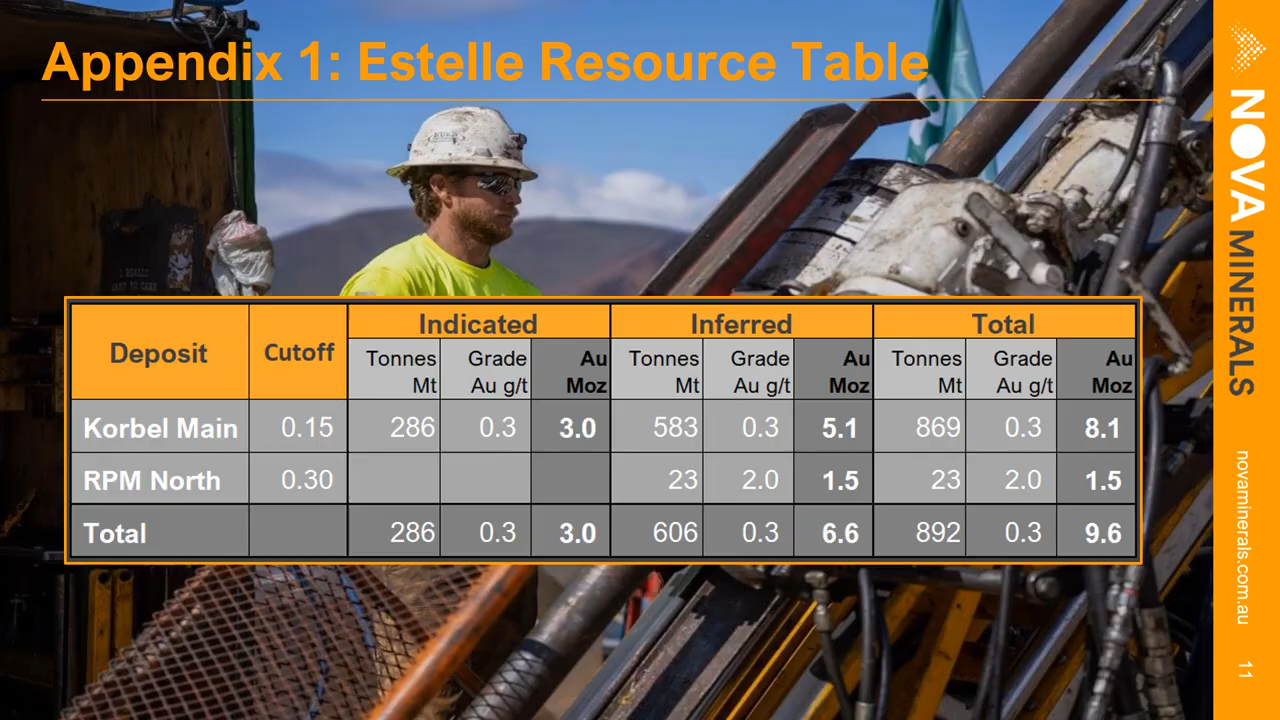 Appendix 1: Estelle Resource Table
Deposit Cutoff Indicated Inferred Total
Tonnes Mt Grade Au g/t Au Moz Tonnes Mt Grade Au g/t Au Moz Tonnes Mt Grade Au g/t Au Moz
Korbel Main 0.15 286 0.3 3.0 583 0.3 5.1 869 0.3 8.1
RPM North 0.30 23 2.0 1.5 23 2.0 1.5
Total 286 0.3 3.0 606 0.3 6.6 892 0.3 9.6
NOVA MINERALS
novaminerals.com.au
11